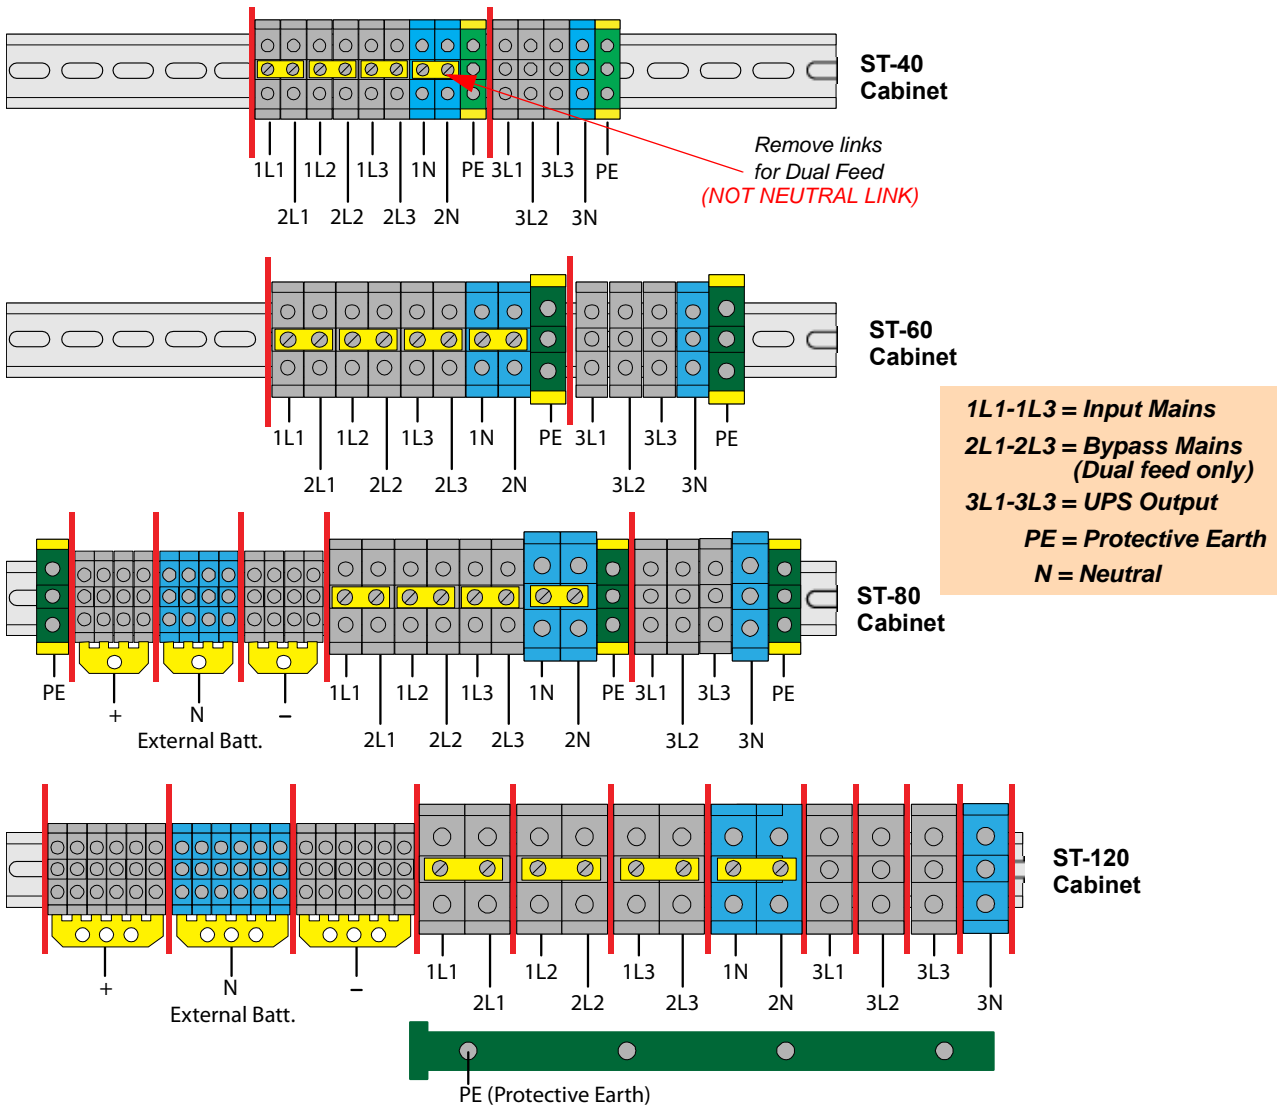 ST-40
Cabinet
Remove links
for Dual Feed
(NOT NEUTRAL LINK)
1L1 1L2 1L3 1N PE 3L1 3L3 PE
2L1 2L2 2L3 2N 3L2 3N
ST-60
Cabinet
1L1 1L2 1L3 1N PE 3L1 3L3 PE
2L1 2L2 2L3 2N 3L2 3N
1L1-1L3 = Input Mains
2L1-2L3 = Bypass Mains
(Dual feed only)
3L1-3L3 = UPS Output
PE = Protective Earth
N = Neutral
ST-80
Cabinet
PE 1L1 1L2 1L3 1N PE 3L1 3L3 PE
+ N –
External Batt.
2L1 2L2 2L3 2N 3L2 3N
ST-120
Cabinet
1L1 1L2 1L3 1N 3L1 3L3
+ N –
2L1 2L2 2L3 2N 3L2 3N
External Batt.
PE (Protective Earth)